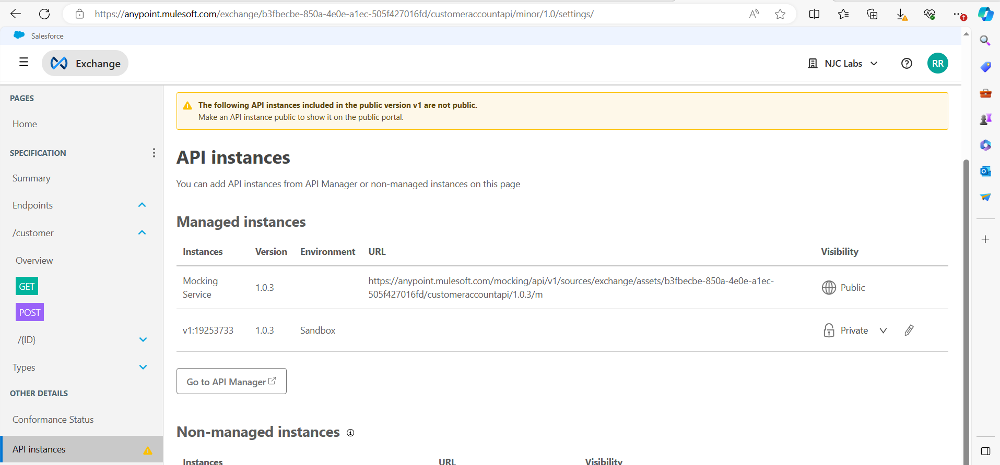 https://anypoint.mulesoft.com/exchange/b3fbecbe-850a-4e0e-a1ec-505f427016fd/customeraccountapi/minor/1.0/settings/
Salesforce
Exchange
NJC Labs
RR
PAGES
Home
SPECIFICATION
Summary
Endpoints
/customer
Overview
GET
POST
/{ID}
Types
OTHER DETAILS
Conformance Status
API instances
The following API instances included in the public version v1 are not public.
Make an API instance public to show it on the public portal.
API instances
You can add API instances from API Manager or non-managed instances on this page
Managed instances
Instances Version Environment URL Visibility
Mocking Service 1.0.3 https://anypoint.mulesoft.com/mocking/api/v1/sources/exchange/assets/b3fbecbe-850a-4e0e-a1ec-
505f427016fd/customeraccountapi/1.0.3/m Public
v1:19253733 1.0.3 Sandbox Private
Go to API Manager
Non-managed instances
Instances URL Visibility